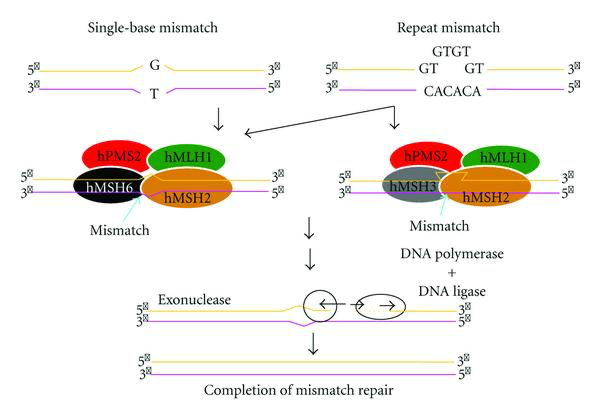 Single-base mismatch
Repeat mismatch
GTGT
G
GT GT
5☒ 3☒
5☒ 3☒
3☒ 5☒
3☒ 5☒
T
CACACA
hPMS2 hMLH1
hMSH6 hMSH2
5☒ 3☒
3☒ 5☒
Mismatch
hPMS2 hMLH1
hMSH3 hMSH2
5☒ 3☒
3☒ 5☒
Mismatch
DNA polymerase
+
DNA ligase
Exonuclease
5☒ 3☒
3☒ 5☒
5☒ 3☒
3☒ 5☒
Completion of mismatch repair